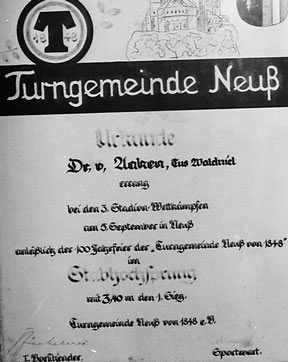 T
1848
Turngemeinde Neuß
Urkunde
Dr. v. Aaken, Tus Waldniel
errang
bei den 3. Stadion-Wettkämpfen
am 5. September in Neuß
anläßlich der 100 Jahrfeier der „Turngemeinde Neuß von 1848"
im
Stabhochsprung
mit 3,40 m den 1. Sieg.
Turngemeinde Neuß von 1848 e.V.
1. Vorsitzender. Sportwart.